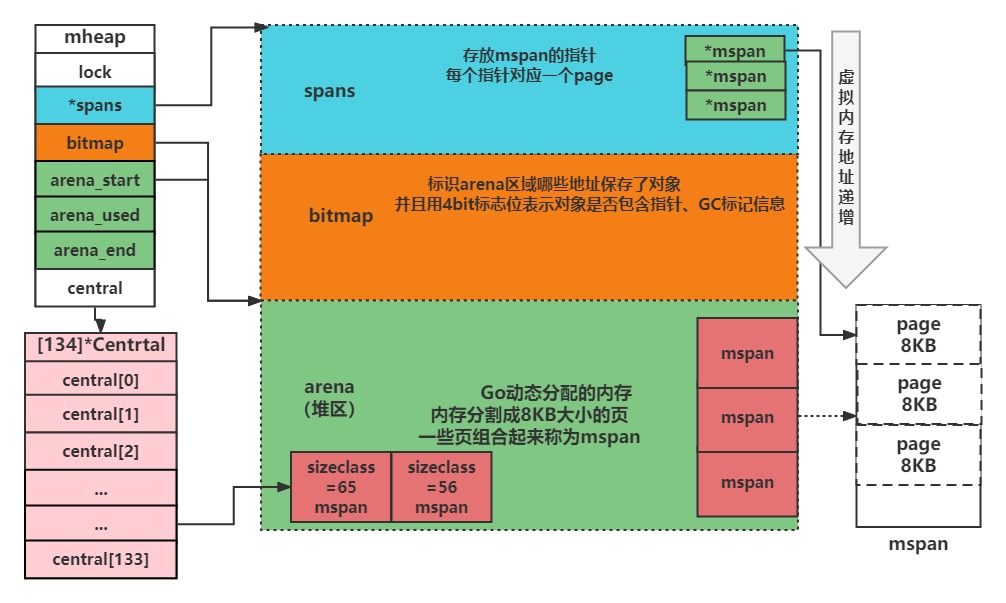 mheap
lock
*spans
bitmap
arena_start
arena_used
arena_end
central
[134]*Centrtal
central[0]
central[1]
central[2]
...
...
central[133]
spans
存放mspan的指针
每个指针对应一个page
*mspan
*mspan
*mspan
bitmap
标识arena区域哪些地址保存了对象
并且用4bit标志位表示对象是否包含指针、GC标记信息
arena
（堆区）
Go动态分配的内存
内存分割成8KB大小的页
一些页组合起来称为mspan
mspan
mspan
mspan
sizeclass
=65
mspan
sizeclass
=56
mspan
虚拟内存地址递增
page
8KB
page
8KB
page
8KB
mspan